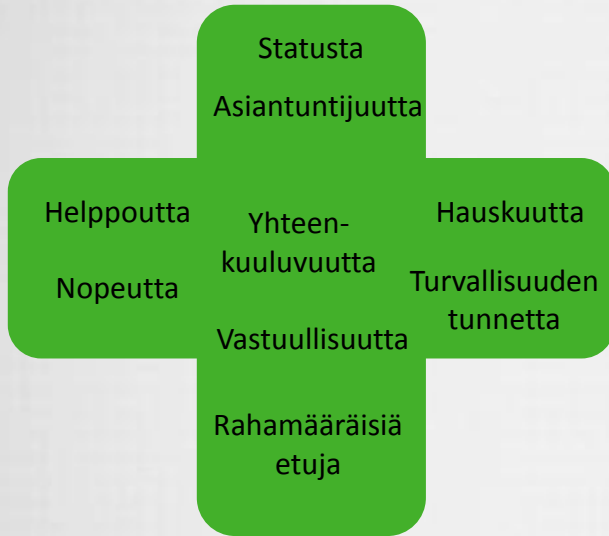 Statusta
Asiantuntijuutta
Helppoutta
Nopeutta
Yhteen-
kuuluvuutta
Vastuullisuutta
Hauskuutta
Turvallisuuden
tunnetta
Rahamääräisiä
etuja